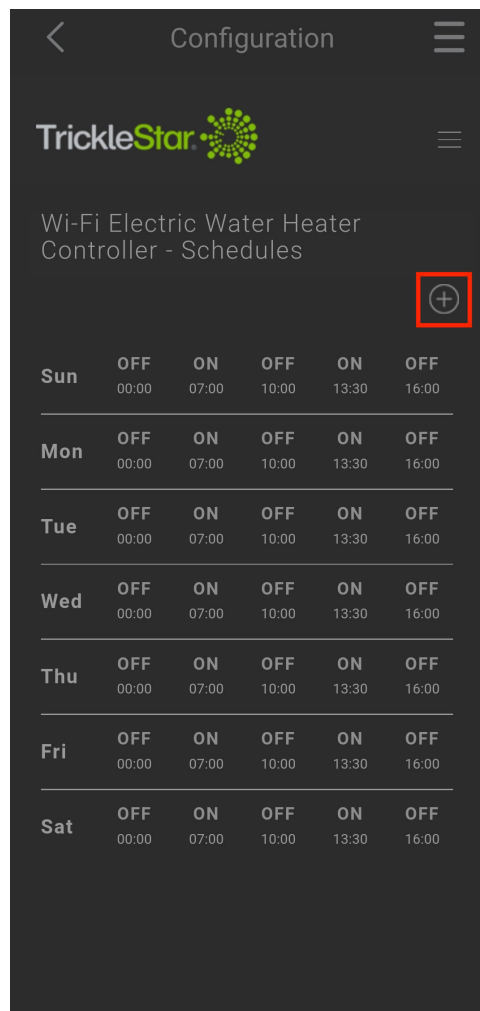 Configuration
TrickleStar
Wi-Fi Electric Water Heater
Controller - Schedules
Sun OFF ON OFF ON OFF
00:00 07:00 10:00 13:30 16:00
Mon OFF ON OFF ON OFF
00:00 07:00 10:00 13:30 16:00
Tue OFF ON OFF ON OFF
00:00 07:00 10:00 13:30 16:00
Wed OFF ON OFF ON OFF
00:00 07:00 10:00 13:30 16:00
Thu OFF ON OFF ON OFF
00:00 07:00 10:00 13:30 16:00
Fri OFF ON OFF ON OFF
00:00 07:00 10:00 13:30 16:00
Sat OFF ON OFF ON OFF
00:00 07:00 10:00 13:30 16:00